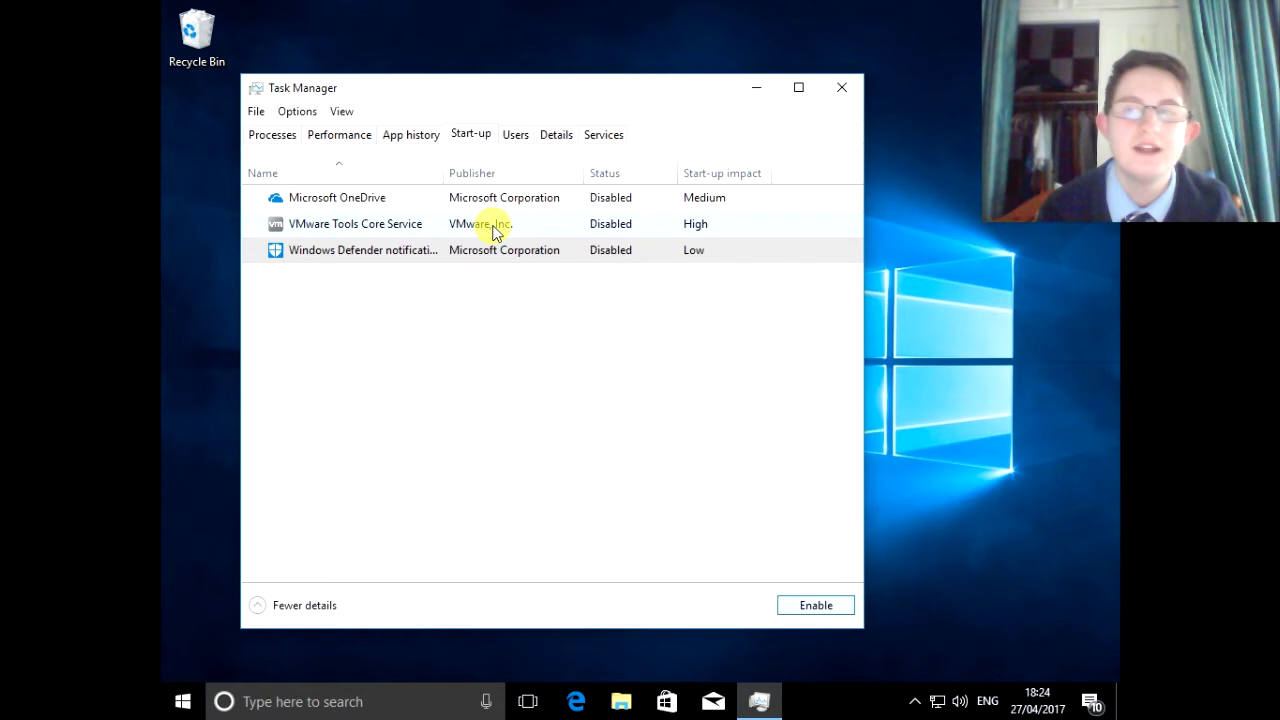 Recycle Bin
Task Manager
File Options View
Processes Performance App history Start-up Users Details Services
Name Publisher Status Start-up impact
Microsoft OneDrive Microsoft Corporation Disabled Medium
vm VMware Tools Core Service VMware, Inc. Disabled High
Windows Defender notificati... Microsoft Corporation Disabled Low
Fewer details Enable
Type here to search
ENG
18:24
27/04/2017
10